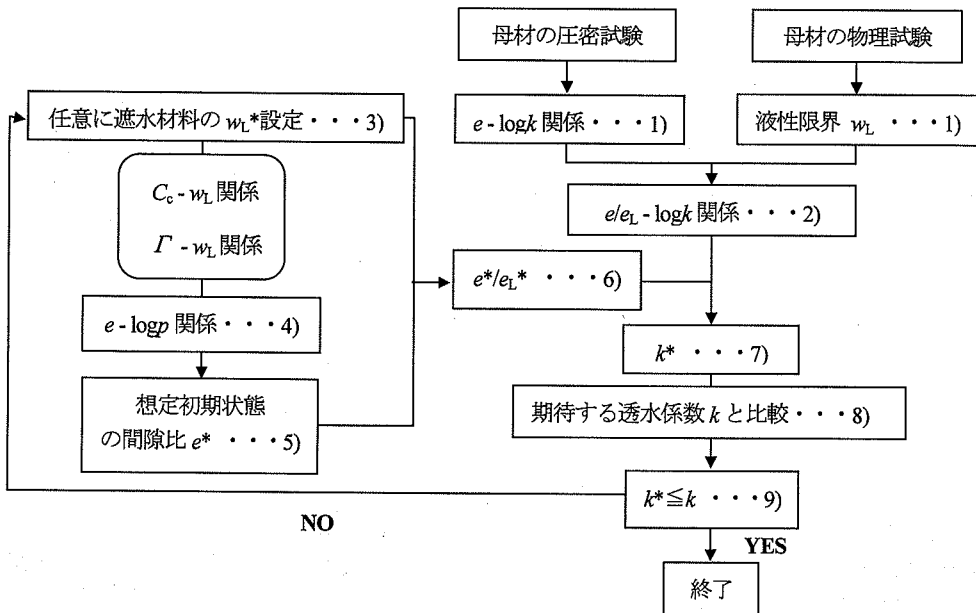 母材の圧密試験
母材の物理試験
任意に遮水材料の wL*設定・・・3)
e - logk 関係・・・1)
液性限界 wL・・・1)
Cc - wL 関係
Γ - wL 関係
e/eL - logk 関係・・・2)
e*/eL* ・・・6)
e - logp 関係・・・4)
k* ・・・7)
想定初期状態
の間隙比 e* ・・・5)
期待する透水係数 k と比較・・・8)
k*≦k ・・・9)
NO
YES
終了